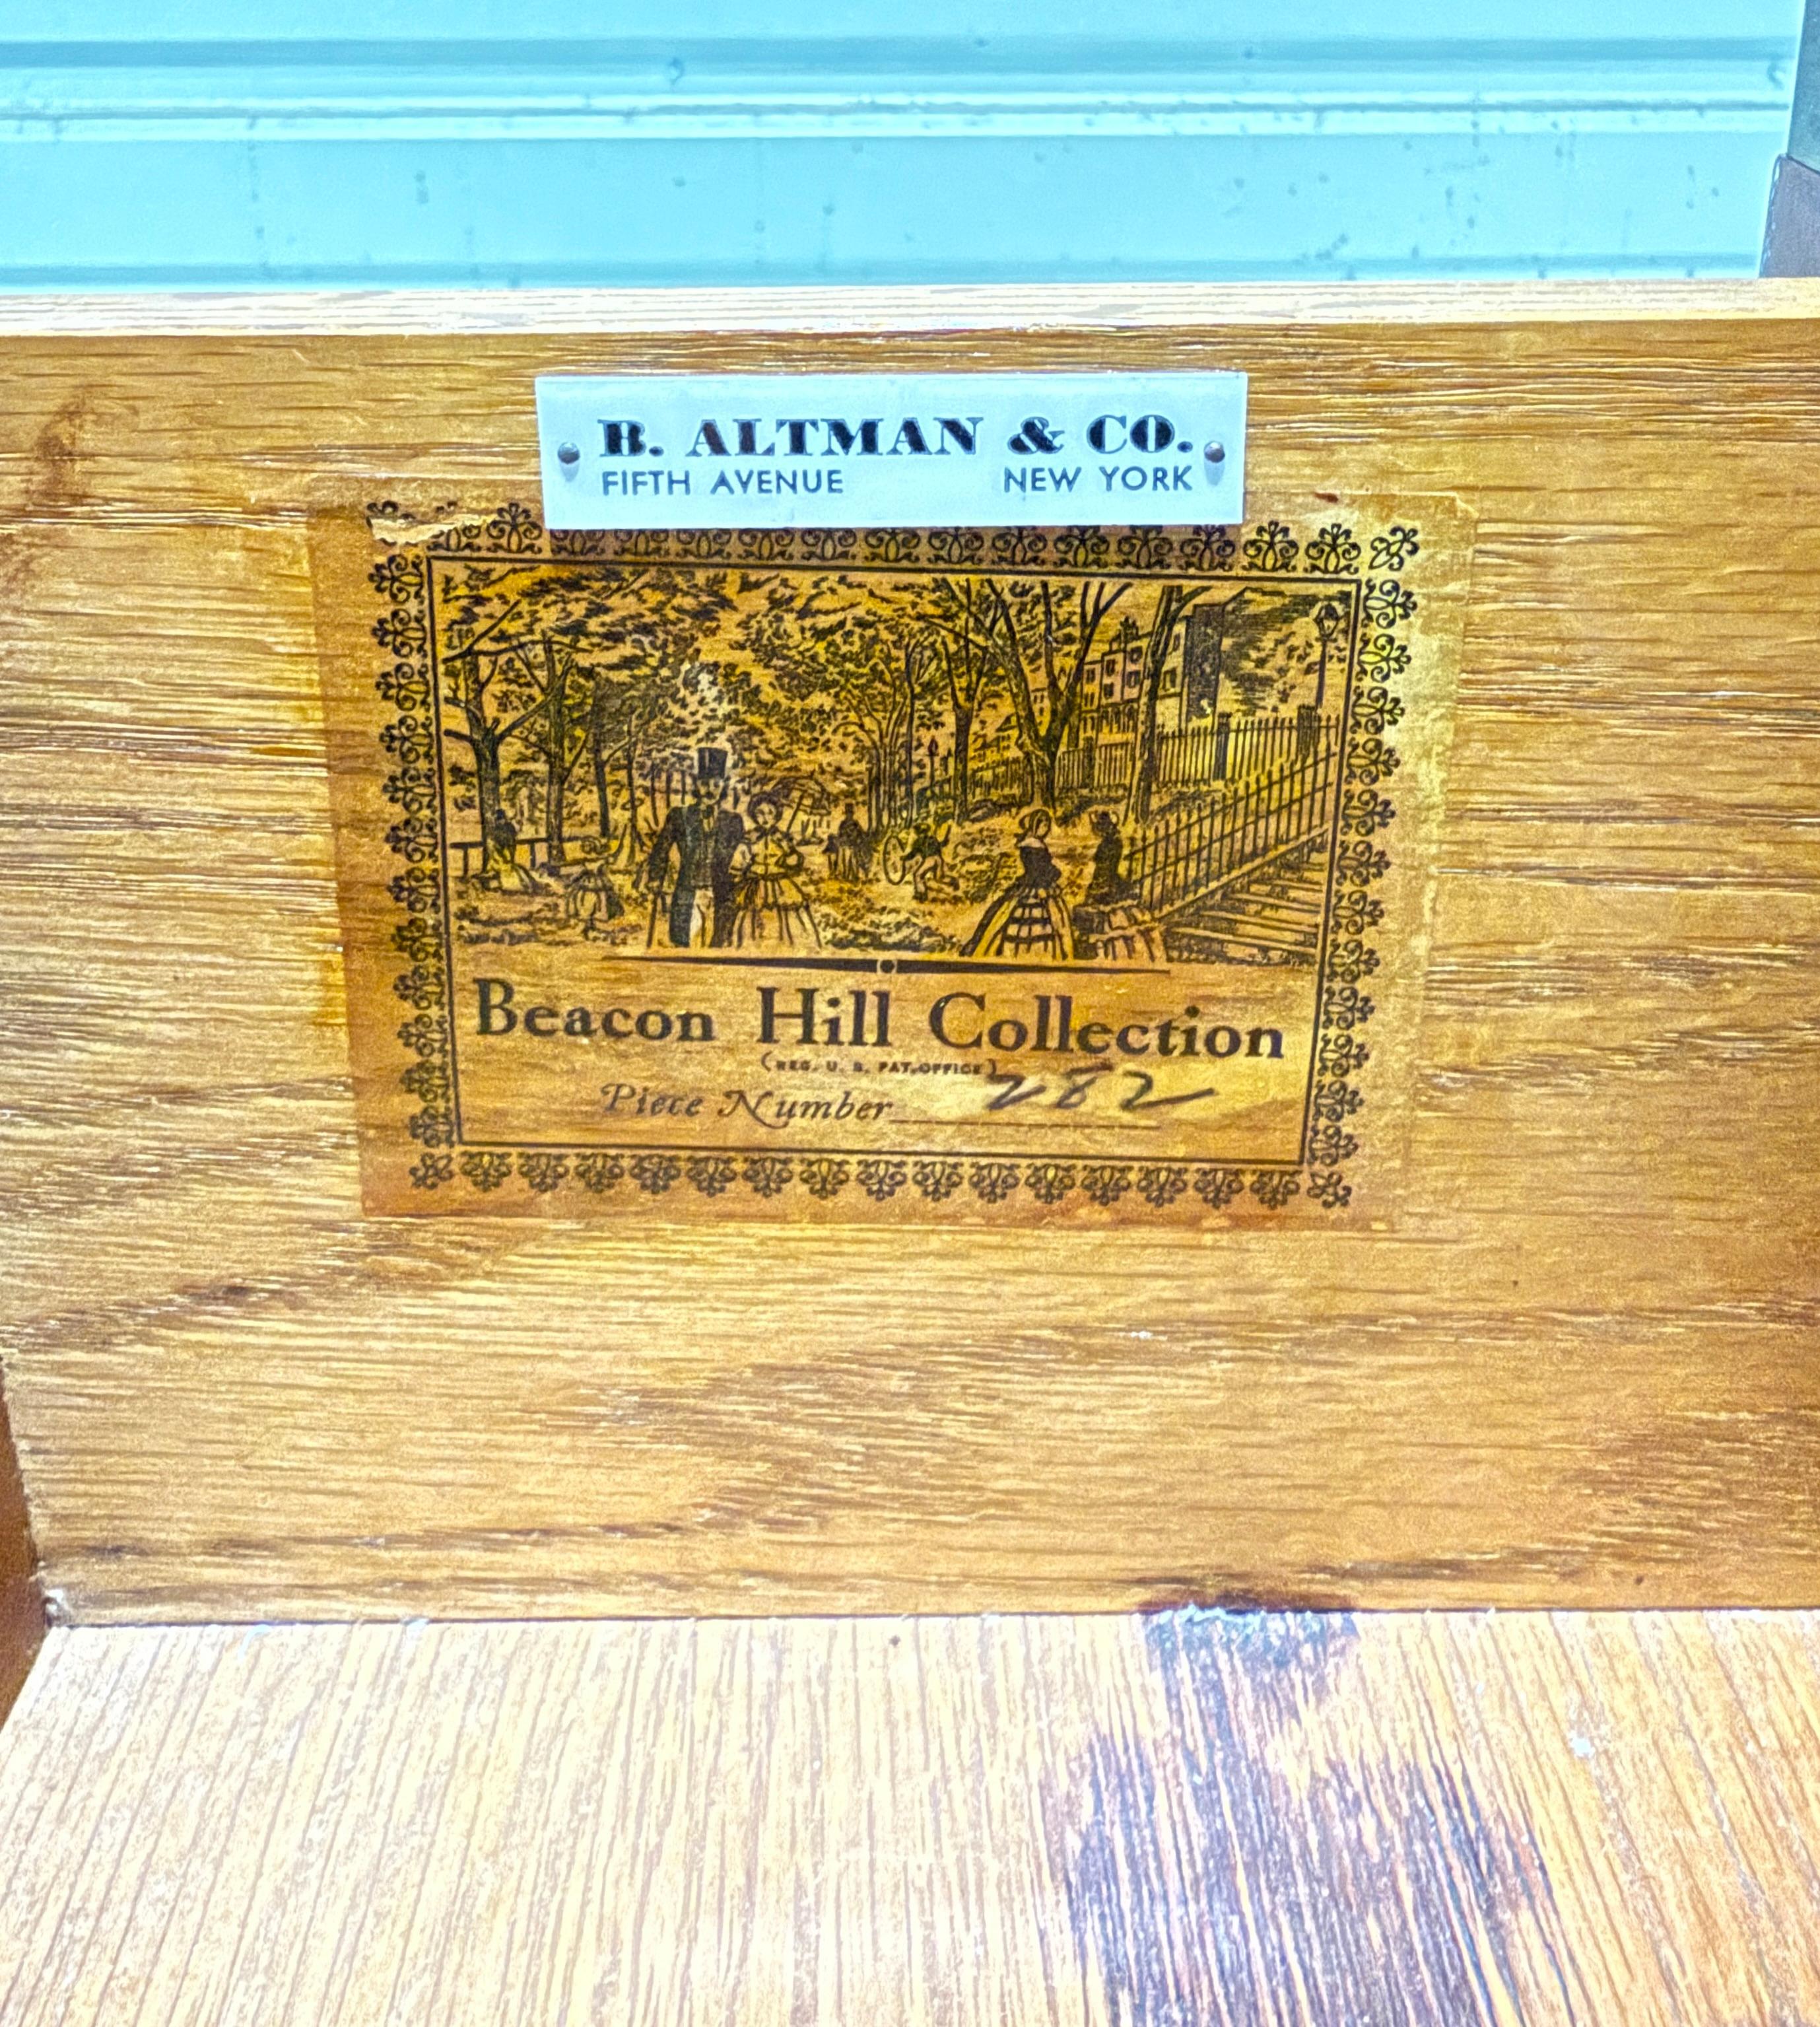 B. ALTMAN & CO.
FIFTH AVENUE NEW YORK
Beacon Hill Collection
(REG. U. S. PAT. OFFICE)
Piece Number 282